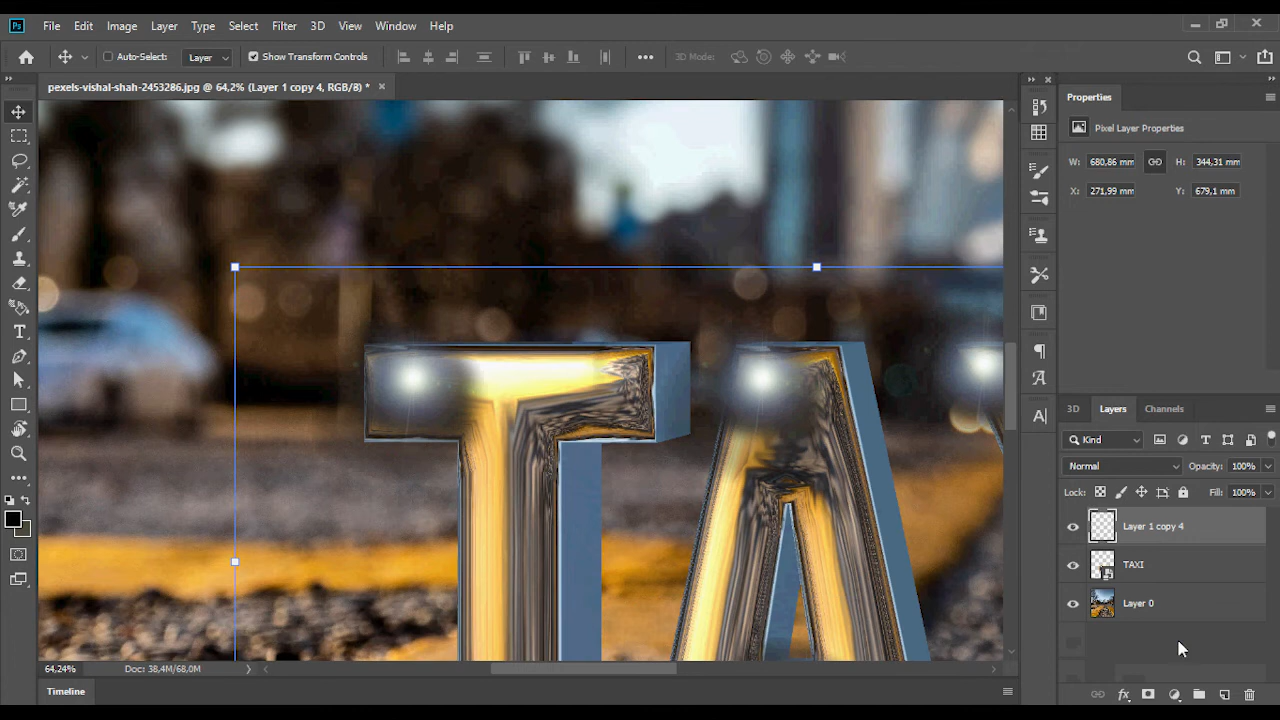 Ps File Edit Image Layer Type Select Filter 3D View Window Help
Auto-Select: Layer Show Transform Controls 3D Mode:
pexels-vishal-shah-2453286.jpg @ 64,2% (Layer 1 copy 4, RGB/8) *
Properties
Pixel Layer Properties
W: 680,86 mm H: 344,31 mm
X: 271,99 mm Y: 679,1 mm
TA
3D Layers Channels
Kind
Normal Opacity: 100%
Lock: Fill: 100%
Layer 1 copy 4
TAXI
Layer 0
64,24% Doc: 38,4M/68,0M
Timeline